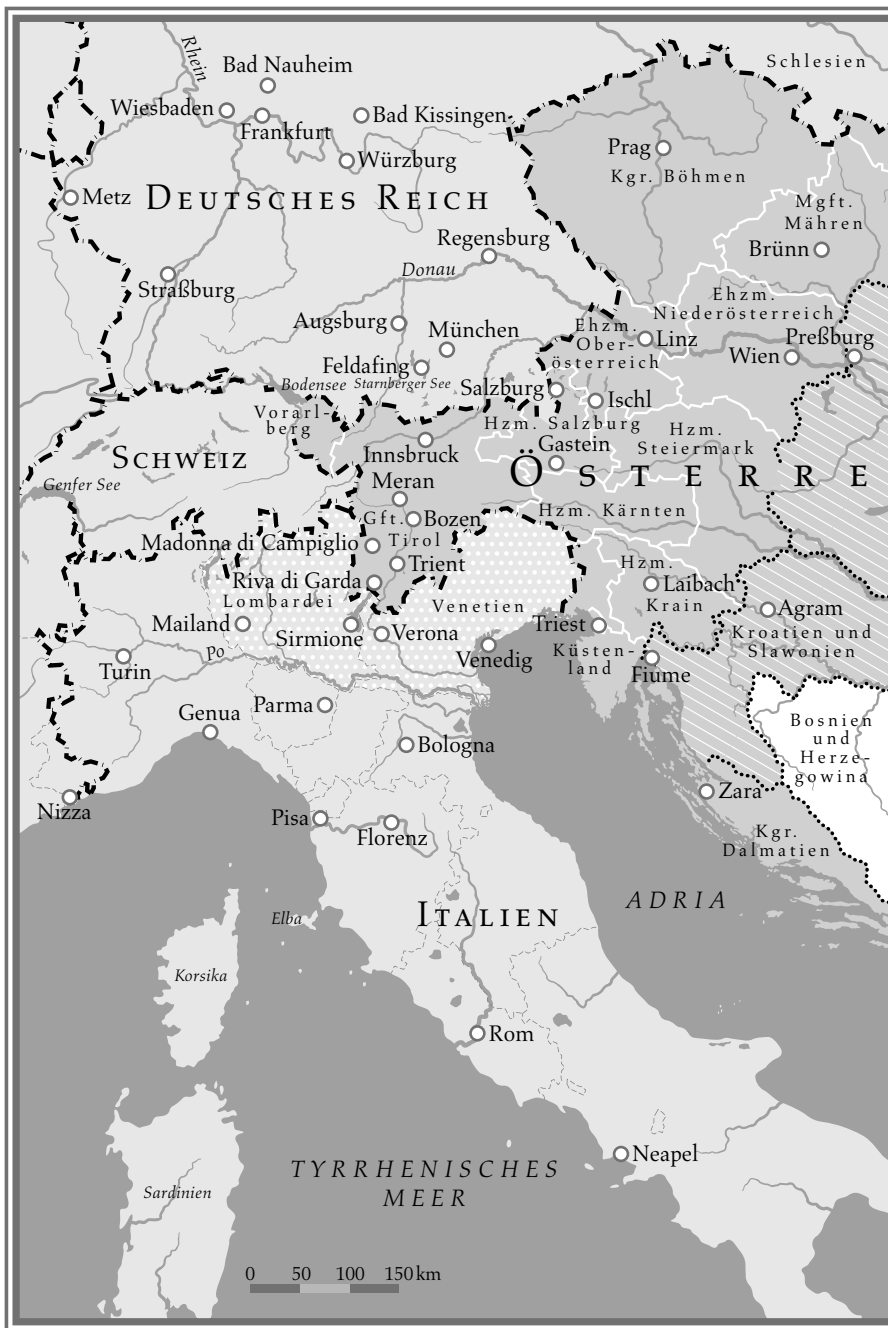 Rhein
Schlesien
Bad Nauheim
Wiesbaden
Frankfurt
Bad Kissingen
Würzburg
Prag
Kgr. Böhmen
Metz
DEUTSCHES REICH
Mgft.
Mähren
Brünn
Regensburg
Donau
Straßburg
Ehzm.
Niederösterreich
Augsburg
München
Ehzm.
Ober-
österreich
Linz
Wien
Preßburg
Feldafing
Bodensee
Starnberger See
Salzburg
Ischl
Vorarl-
berg
Hzm. Salzburg
Hzm.
Steiermark
Innsbruck
Gastein
SCHWEIZ
ÖSTERRE
Genfer See
Meran
Gft.
Tirol
Bozen
Hzm. Kärnten
Madonna di Campiglio
Trient
Hzm.
Krain
Riva di Garda
Lombardei
Venetien
Laibach
Agram
Mailand
Sirmione
Verona
Triest
Kroatien und
Slawonien
Po
Turin
Venedig
Küsten-
land
Fiume
Parma
Genua
Bologna
Bosnien
und
Herze-
gowina
Nizza
Zara
Pisa
Florenz
Kgr.
Dalmatien
ITALIEN
ADRIA
Elba
Korsika
Rom
Neapel
TYRRHENISCHES
MEER
Sardinien
0 50 100 150 km